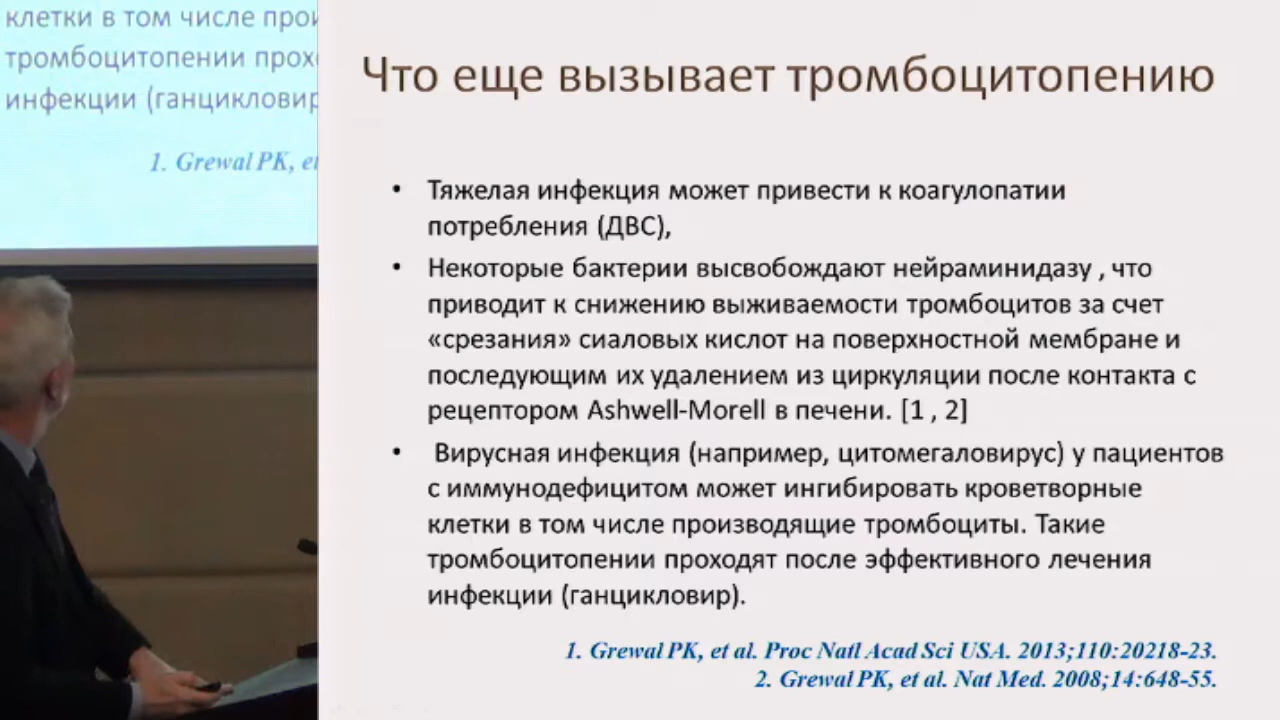 клетки в том числе
тромбоцитопении
инфекции (ганцикловир
1. Grewal PK,
Что еще вызывает тромбоцитопению
• Тяжелая инфекция может привести к коагулопатии
потребления (ДВС),
• Некоторые бактерии высвобождают нейраминидазу , что
приводит к снижению выживаемости тромбоцитов за счет
«срезания» сиаловых кислот на поверхностной мембране и
последующим их удалением из циркуляции после контакта с
рецептором Ashwell-Morell в печени. [1 , 2]
• Вирусная инфекция (например, цитомегаловирус) у пациентов
с иммунодефицитом может ингибировать кроветворные
клетки в том числе производящие тромбоциты. Такие
тромбоцитопении проходят после эффективного лечения
инфекции (ганцикловир).
1. Grewal PK, et al. Proc Natl Acad Sci USA. 2013;110:20218-23.
2. Grewal PK, et al. Nat Med. 2008;14:648-55.